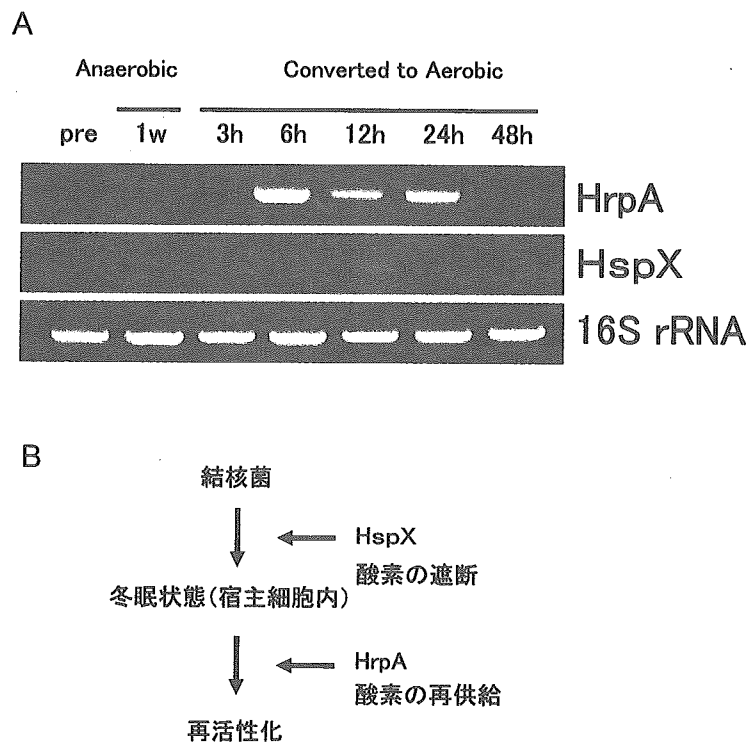 A
Anaerobic
Converted to Aerobic
pre 1w 3h 6h 12h 24h 48h
HrpA
HspX
16S rRNA
B
結核菌
HspX
酸素の遮断
冬眠状態(宿主細胞内)
HrpA
酸素の再供給
再活性化